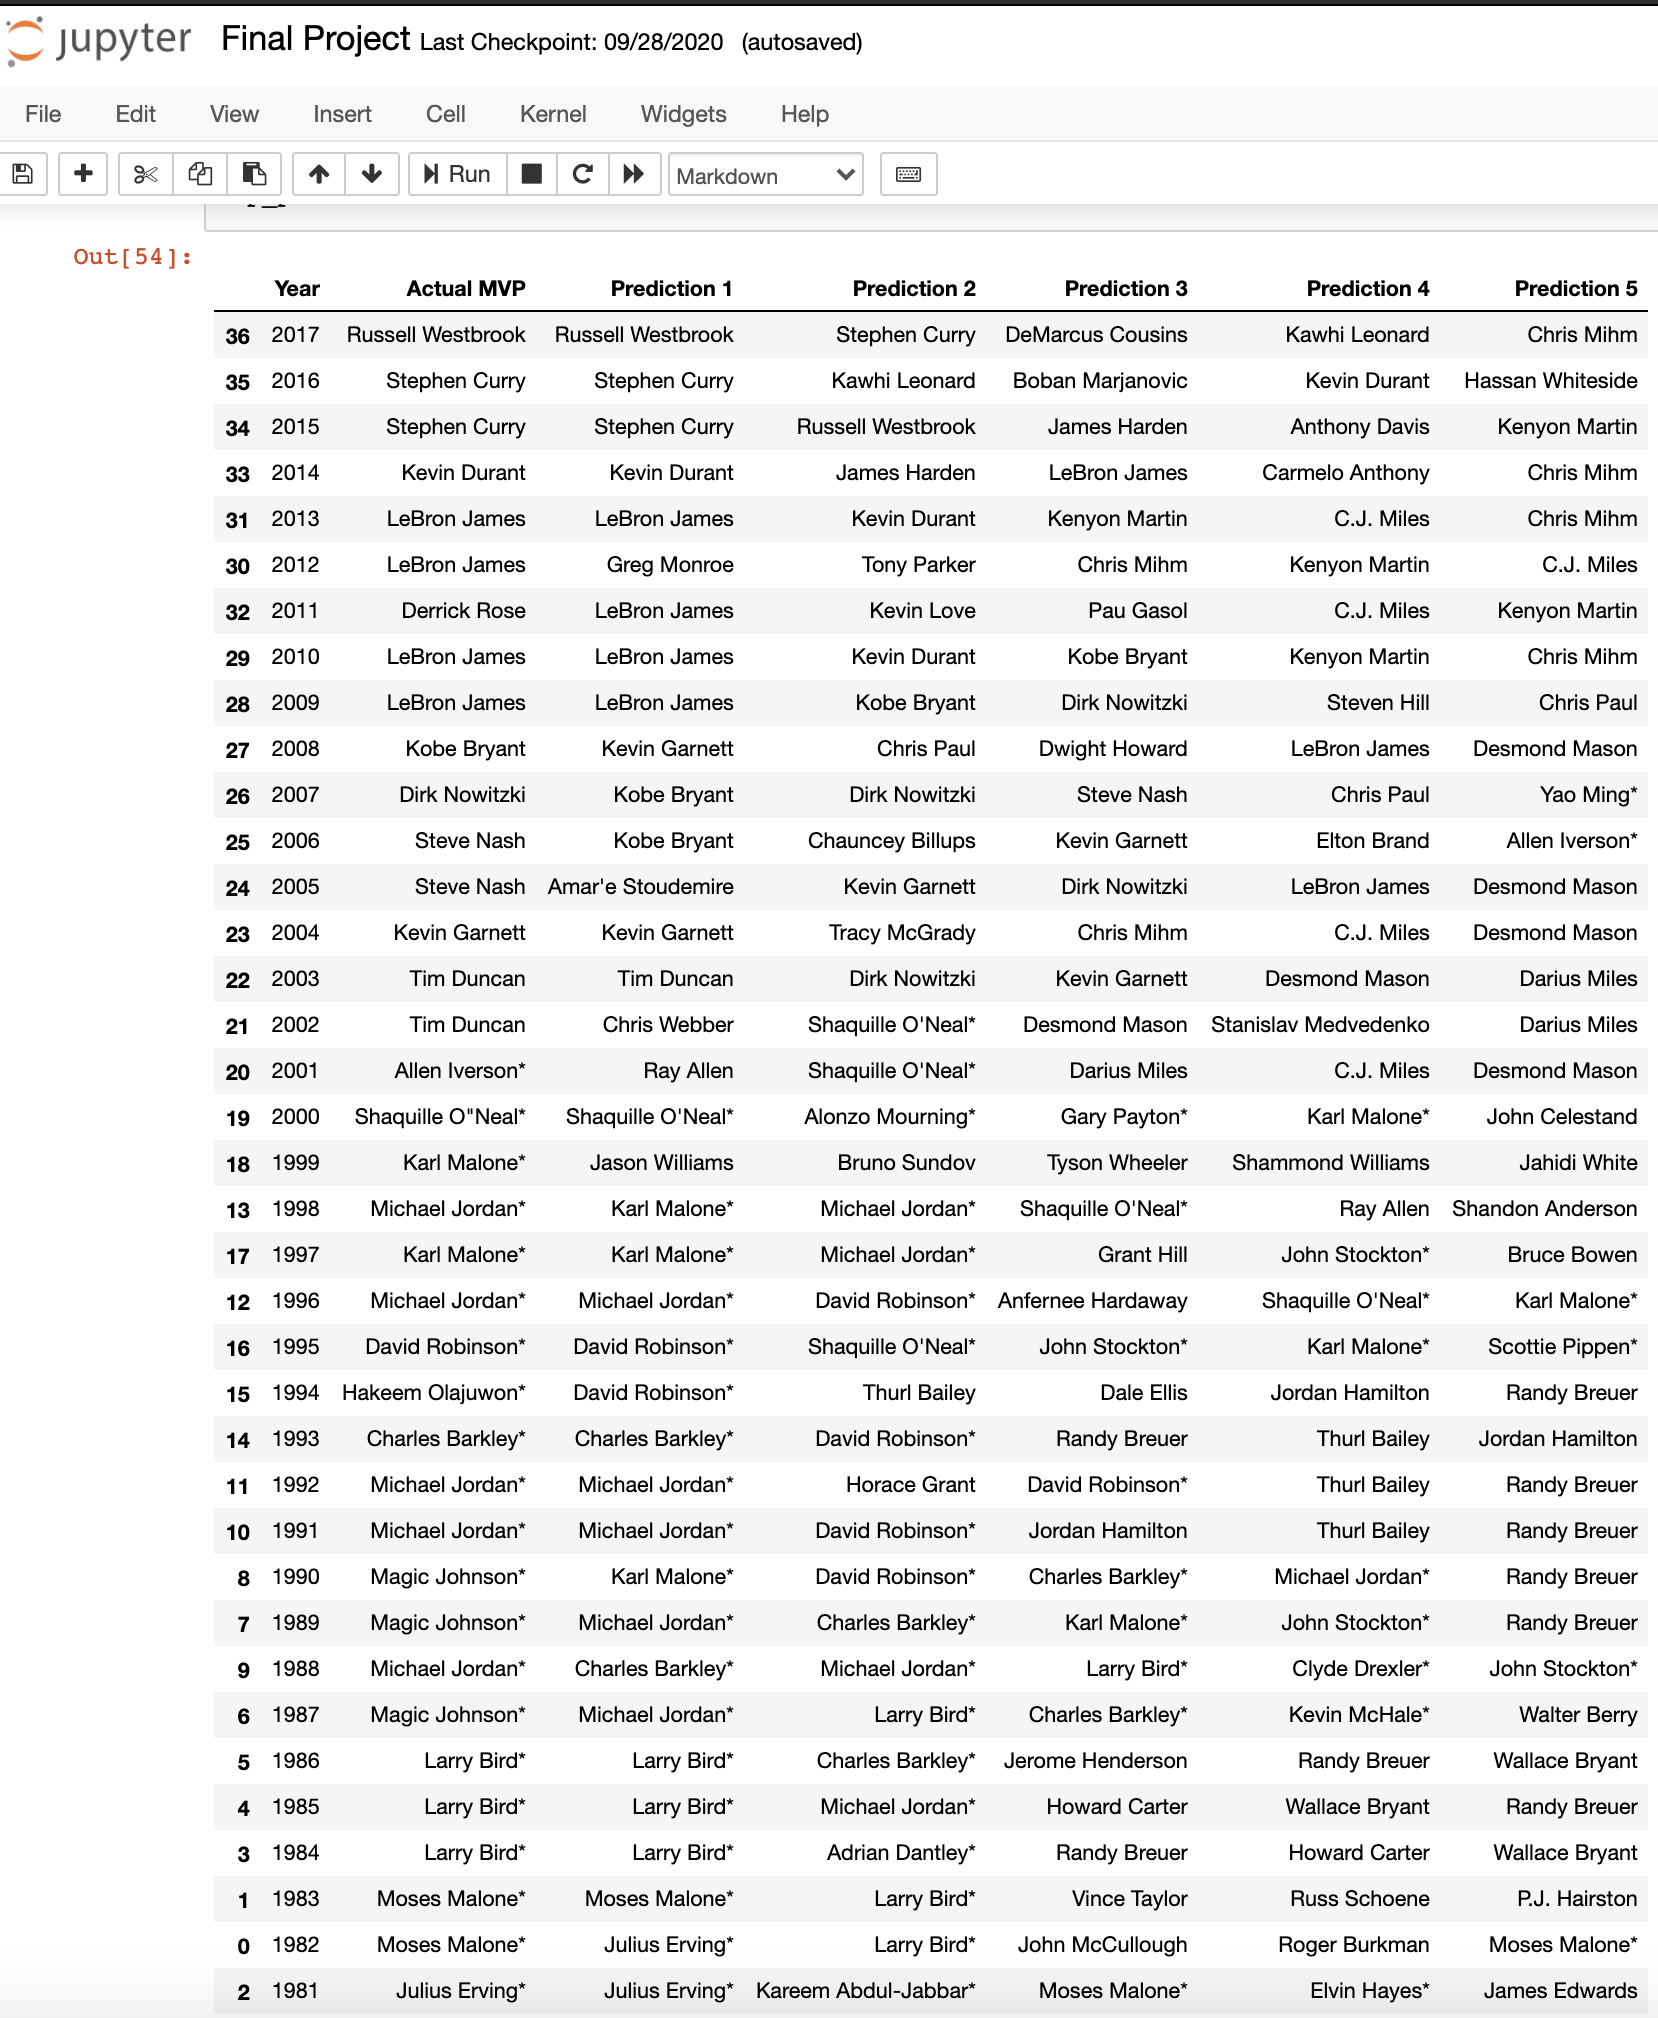 jupyter Final Project Last Checkpoint: 09/28/2020 (autosaved)
File Edit View Insert Cell Kernel Widgets Help
Run Markdown
Out[54]:
Year Actual MVP Prediction 1 Prediction 2 Prediction 3 Prediction 4 Prediction 5
36 2017 Russell Westbrook Russell Westbrook Stephen Curry DeMarcus Cousins Kawhi Leonard Chris Mihm
35 2016 Stephen Curry Stephen Curry Kawhi Leonard Boban Marjanovic Kevin Durant Hassan Whiteside
34 2015 Stephen Curry Stephen Curry Russell Westbrook James Harden Anthony Davis Kenyon Martin
33 2014 Kevin Durant Kevin Durant James Harden LeBron James Carmelo Anthony Chris Mihm
31 2013 LeBron James LeBron James Kevin Durant Kenyon Martin C.J. Miles Chris Mihm
30 2012 LeBron James Greg Monroe Tony Parker Chris Mihm Kenyon Martin C.J. Miles
32 2011 Derrick Rose LeBron James Kevin Love Pau Gasol C.J. Miles Kenyon Martin
29 2010 LeBron James LeBron James Kevin Durant Kobe Bryant Kenyon Martin Chris Mihm
28 2009 LeBron James LeBron James Kobe Bryant Dirk Nowitzki Steven Hill Chris Paul
27 2008 Kobe Bryant Kevin Garnett Chris Paul Dwight Howard LeBron James Desmond Mason
26 2007 Dirk Nowitzki Kobe Bryant Dirk Nowitzki Steve Nash Chris Paul Yao Ming*
25 2006 Steve Nash Kobe Bryant Chauncey Billups Kevin Garnett Elton Brand Allen Iverson*
24 2005 Steve Nash Amar'e Stoudemire Kevin Garnett Dirk Nowitzki LeBron James Desmond Mason
23 2004 Kevin Garnett Kevin Garnett Tracy McGrady Chris Mihm C.J. Miles Desmond Mason
22 2003 Tim Duncan Tim Duncan Dirk Nowitzki Kevin Garnett Desmond Mason Darius Miles
21 2002 Tim Duncan Chris Webber Shaquille O'Neal* Desmond Mason Stanislav Medvedenko Darius Miles
20 2001 Allen Iverson* Ray Allen Shaquille O'Neal* Darius Miles C.J. Miles Desmond Mason
19 2000 Shaquille O"Neal* Shaquille O'Neal* Alonzo Mourning* Gary Payton* Karl Malone* John Celestand
18 1999 Karl Malone* Jason Williams Bruno Sundov Tyson Wheeler Shammond Williams Jahidi White
13 1998 Michael Jordan* Karl Malone* Michael Jordan* Shaquille O'Neal* Ray Allen Shandon Anderson
17 1997 Karl Malone* Karl Malone* Michael Jordan* Grant Hill John Stockton* Bruce Bowen
12 1996 Michael Jordan* Michael Jordan* David Robinson* Anfernee Hardaway Shaquille O'Neal* Karl Malone*
16 1995 David Robinson* David Robinson* Shaquille O'Neal* John Stockton* Karl Malone* Scottie Pippen*
15 1994 Hakeem Olajuwon* David Robinson* Thurl Bailey Dale Ellis Jordan Hamilton Randy Breuer
14 1993 Charles Barkley* Charles Barkley* David Robinson* Randy Breuer Thurl Bailey Jordan Hamilton
11 1992 Michael Jordan* Michael Jordan* Horace Grant David Robinson* Thurl Bailey Randy Breuer
10 1991 Michael Jordan* Michael Jordan* David Robinson* Jordan Hamilton Thurl Bailey Randy Breuer
8 1990 Magic Johnson* Karl Malone* David Robinson* Charles Barkley* Michael Jordan* Randy Breuer
7 1989 Magic Johnson* Michael Jordan* Charles Barkley* Karl Malone* John Stockton* Randy Breuer
9 1988 Michael Jordan* Charles Barkley* Michael Jordan* Larry Bird* Clyde Drexler* John Stockton*
6 1987 Magic Johnson* Michael Jordan* Larry Bird* Charles Barkley* Kevin McHale* Walter Berry
5 1986 Larry Bird* Larry Bird* Charles Barkley* Jerome Henderson Randy Breuer Wallace Bryant
4 1985 Larry Bird* Larry Bird* Michael Jordan* Howard Carter Wallace Bryant Randy Breuer
3 1984 Larry Bird* Larry Bird* Adrian Dantley* Randy Breuer Howard Carter Wallace Bryant
1 1983 Moses Malone* Moses Malone* Larry Bird* Vince Taylor Russ Schoene P.J. Hairston
0 1982 Moses Malone* Julius Erving* Larry Bird* John McCullough Roger Burkman Moses Malone*
2 1981 Julius Erving* Julius Erving* Kareem Abdul-Jabbar* Moses Malone* Elvin Hayes* James Edwards